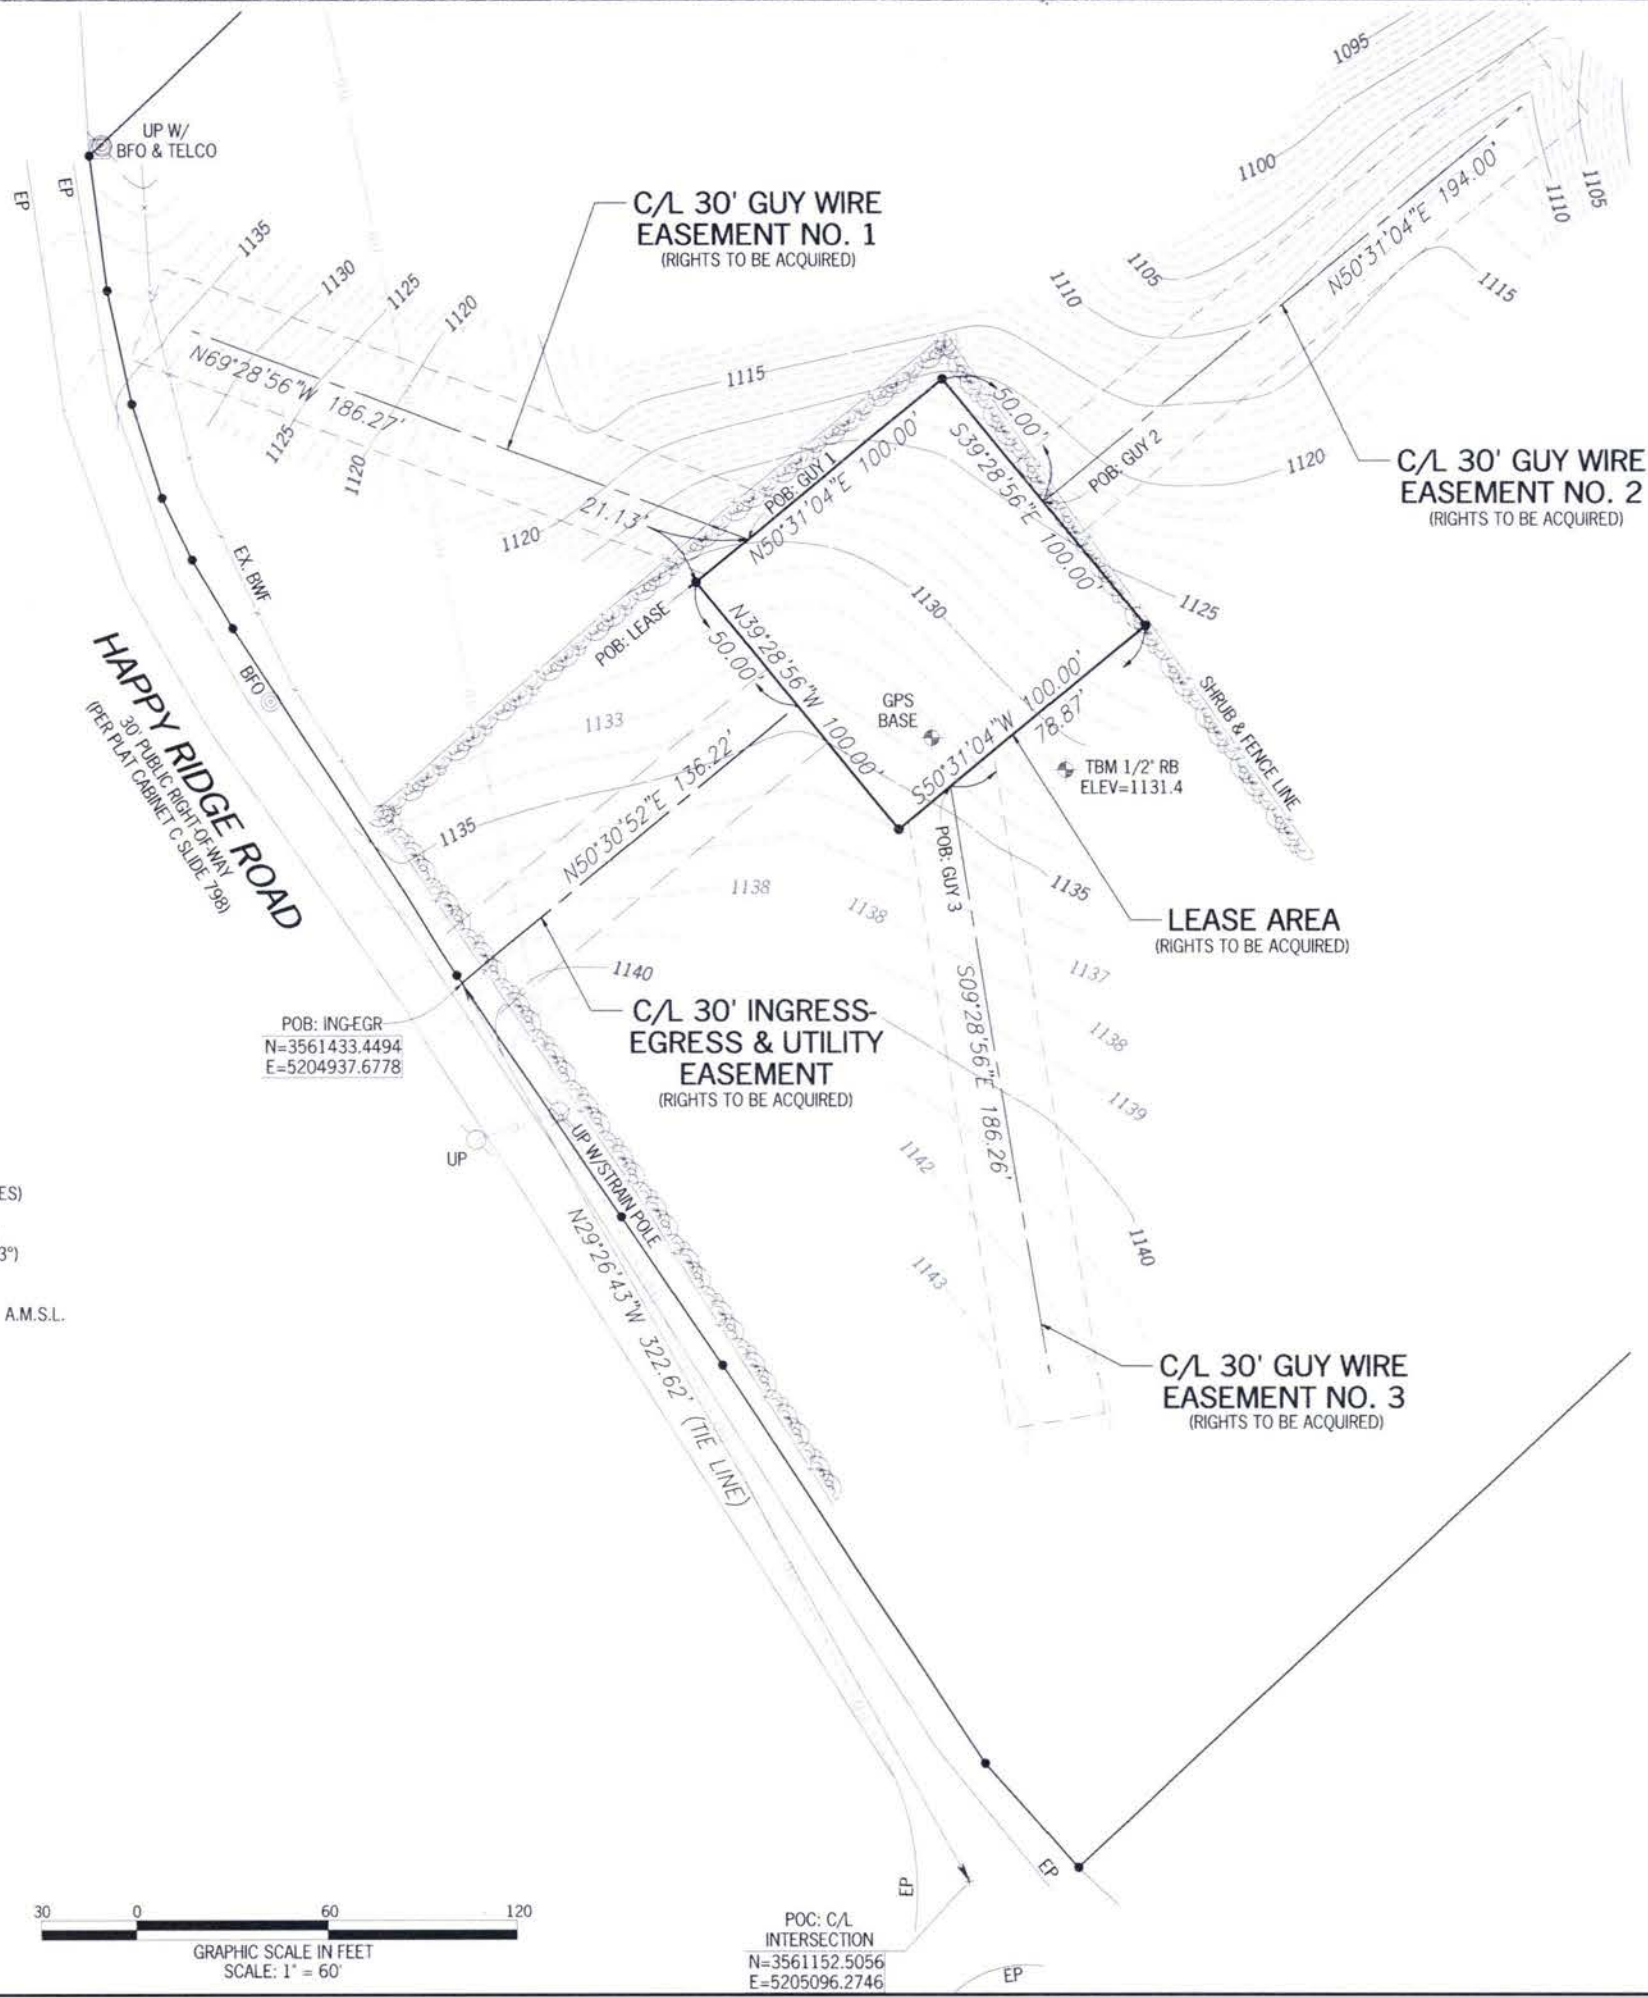 1095
UP W/
BFO & TELCO
EP
EP
1100
1105
1110
C/L 30' GUY WIRE
EASEMENT NO. 1
(RIGHTS TO BE ACQUIRED)
N50°31'04"E 194.00'
1135
1130
1125
1120
1105
1110
1115
N69°28'56"W 186.27'
1115
50.00'
1125
1120
POB: GUY 1
N50°31'04"E 100.00'
S39°28'56"E 100.00'
POB: GUY 2
1120
C/L 30' GUY WIRE
EASEMENT NO. 2
(RIGHTS TO BE ACQUIRED)
21.13'
1120
EX. BWF
1130
1125
POB: LEASE
N39°28'56"W 100.00'
50.00'
HAPPY RIDGE ROAD
30' PUBLIC RIGHT-OF-WAY
(PER PLAT CABINET C SLIDE 798)
BFO
1133
GPS
BASE
S50°31'04"W 100.00'
78.87'
SHRUB & FENCE LINE
TBM 1/2" RB
ELEV=1131.4
N50°30'52"E 136.22'
1135
POB: GUY 3
1138
1138
1135
LEASE AREA
(RIGHTS TO BE ACQUIRED)
1140
1137
S09°28'56"E 186.26'
POB: ING-EGR
N=3561433.4494
E=5204937.6778
C/L 30' INGRESS-
EGRESS & UTILITY
EASEMENT
(RIGHTS TO BE ACQUIRED)
1138
1139
UP
UP W/STRAIN POLE
1142
ES)
1140
3°)
1143
A.M.S.L.
N29°26'43"W 322.62' (TIE LINE)
C/L 30' GUY WIRE
EASEMENT NO. 3
(RIGHTS TO BE ACQUIRED)
EP
EP
30 0 60 120
GRAPHIC SCALE IN FEET
SCALE: 1" = 60'
POC: C/L
INTERSECTION
N=3561152.5056
E=5205096.2746
EP